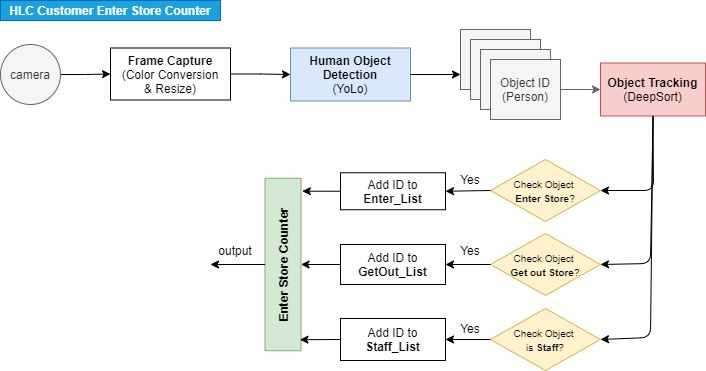 HLC Customer Enter Store Counter
camera
Frame Capture
(Color Conversion
& Resize)
Human Object
Detection
(YoLo)
Object ID
(Person)
Object Tracking
(DeepSort)
Check Object
Enter Store?
Yes
Add ID to
Enter_List
Check Object
Get out Store?
Yes
Add ID to
GetOut_List
Check Object
is Staff?
Yes
Add ID to
Staff_List
Enter Store Counter
output